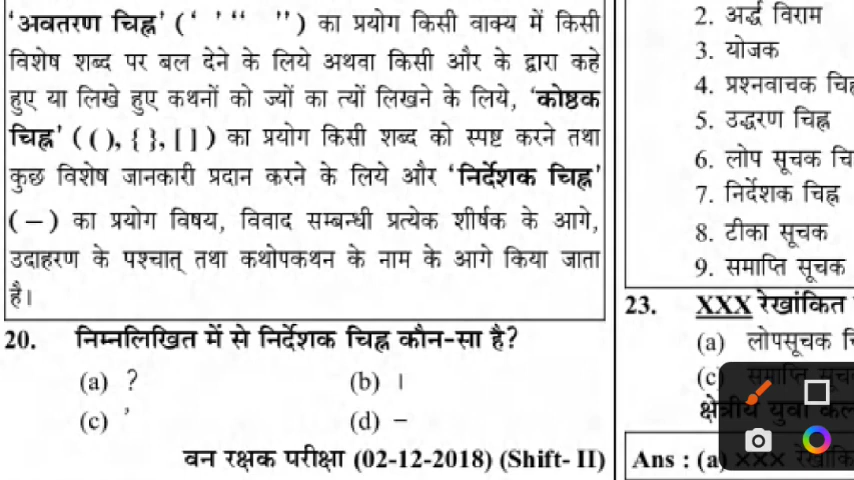 'अवतरण चिह्न' ( ‘ ’ “ ” ) का प्रयोग किसी वाक्य में किसी
विशेष शब्द पर बल देने के लिये अथवा किसी और के द्वारा कहे
हुए या लिखे हुए कथनों को ज्यों का त्यों लिखने के लिये, 'कोष्ठक
चिह्न' ( ( ), { }, [ ] ) का प्रयोग किसी शब्द को स्पष्ट करने तथा
कुछ विशेष जानकारी प्रदान करने के लिये और 'निर्देशक चिह्न'
( – ) का प्रयोग विषय, विवाद सम्बन्धी प्रत्येक शीर्षक के आगे,
उदाहरण के पश्चात् तथा कथोपकथन के नाम के आगे किया जाता
है।
20. निम्नलिखित में से निर्देशक चिह्न कौन-सा है?
(a) ?
(b) ।
(c) ’
(d) –
वन रक्षक परीक्षा (02-12-2018) (Shift- II)
2. अर्द्ध विराम
3. योजक
4. प्रश्नवाचक
5. उद्धरण चिह्न
6. लोप सूचक
7. निर्देशक चिह्न
8. टीका सूचक
9. समाप्ति सूचक
23. XXX रेखांकित
(a) लोपसूचक
(c) समाप्ति
क्षेत्रीय युवा
Ans : (a) ×××